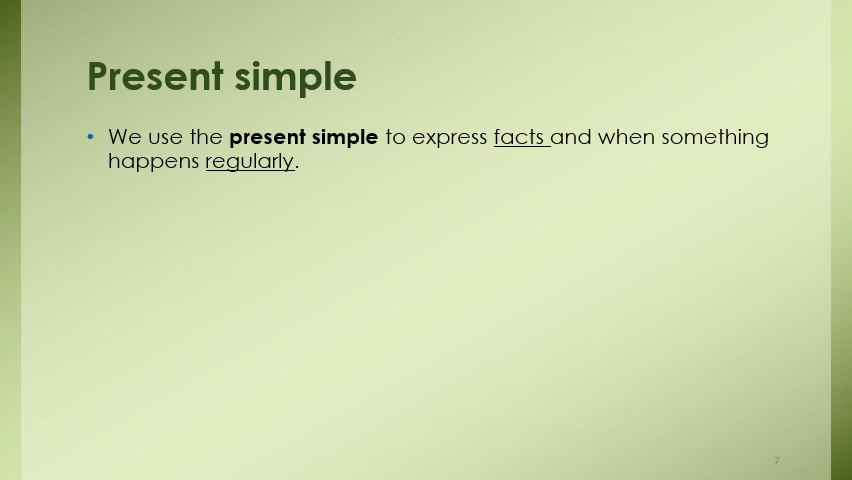 Present simple
• We use the present simple to express facts and when something
happens regularly.
7